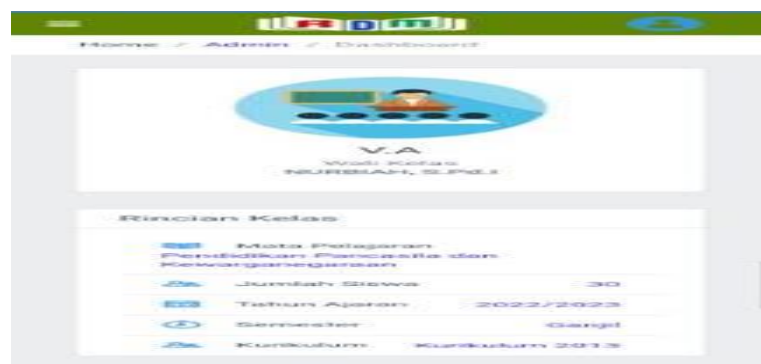 RDM
Home / Admin / Dashboard
V.A
Wali Kelas
NURBIAH, S.Pd.I
Rincian Kelas
Mata Pelajaran
Pendidikan Pancasila dan
Kewarganegaraan
Jumlah Siswa 30
Tahun Ajaran 2022/2023
Semester Ganjil
Kurikulum Kurikulum 2013